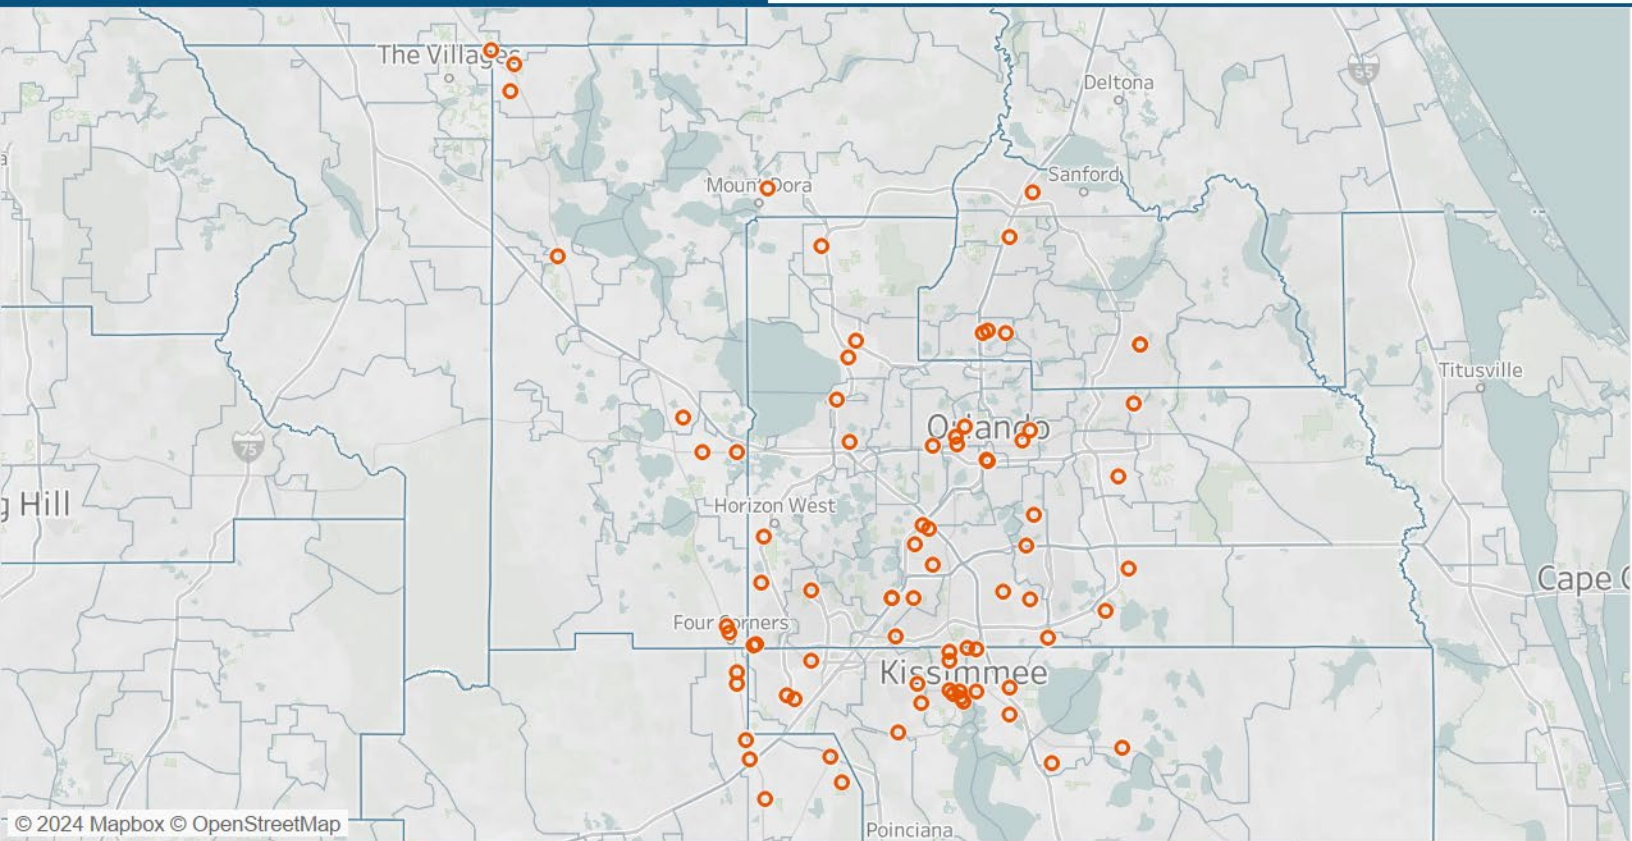 The Villages
Deltona
95
Sanford
Mount Dora
Titusville
Orlando
75
Hill
Horizon West
Cape
Four Corners
Kissimmee
Poinciana
© 2024 Mapbox © OpenStreetMap